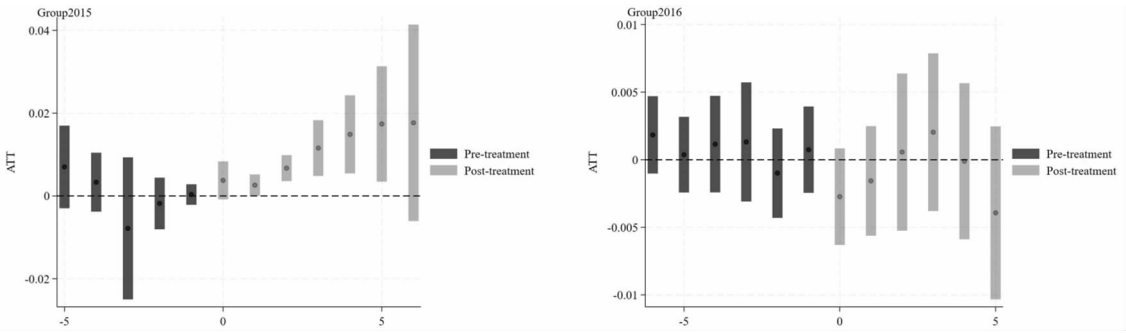 Group2015
0.04
0.02
0
-0.02
ATT
-5
0
5
Pre-treatment
Post-treatment
Group2016
0.01
0.005
0
-0.005
-0.01
ATT
-5
0
5
Pre-treatment
Post-treatment